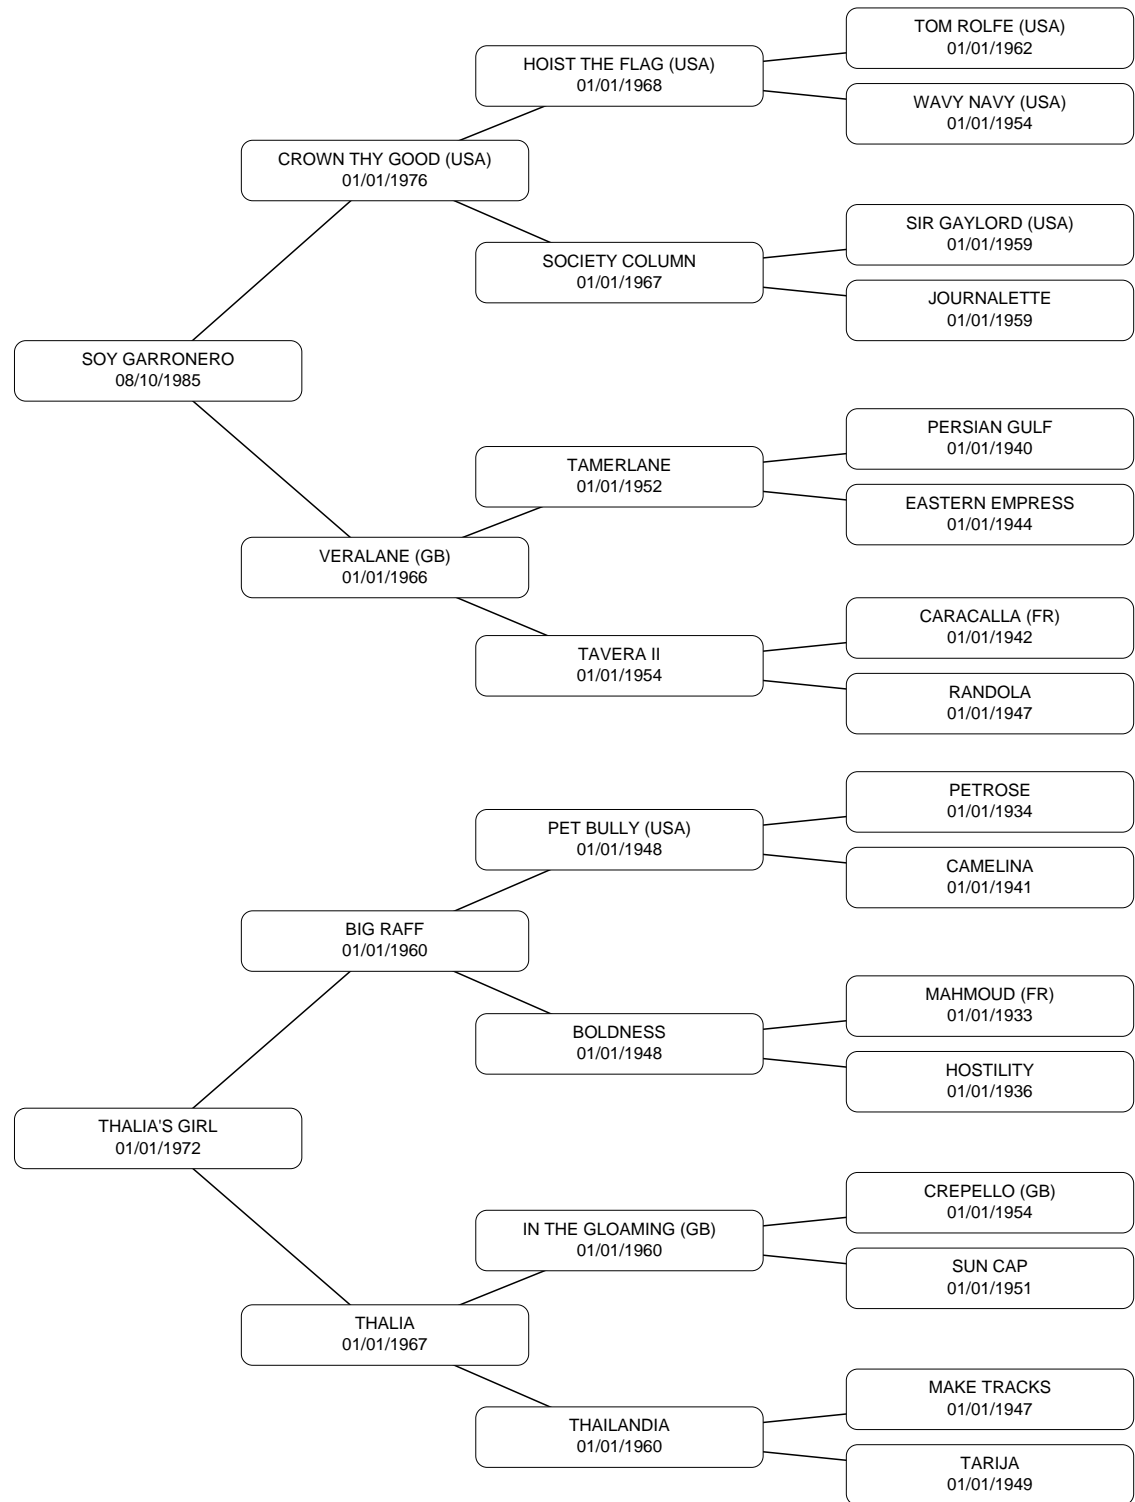 TOM ROLFE (USA)
01/01/1962
HOIST THE FLAG (USA)
01/01/1968
WAVY NAVY (USA)
01/01/1954
CROWN THY GOOD (USA)
01/01/1976
SIR GAYLORD (USA)
01/01/1959
SOCIETY COLUMN
01/01/1967
JOURNALETTE
01/01/1959
SOY GARRONERO
08/10/1985
PERSIAN GULF
01/01/1940
TAMERLANE
01/01/1952
EASTERN EMPRESS
01/01/1944
VERALANE (GB)
01/01/1966
CARACALLA (FR)
01/01/1942
TAVERA II
01/01/1954
RANDOLA
01/01/1947
PETROSE
01/01/1934
PET BULLY (USA)
01/01/1948
CAMELINA
01/01/1941
BIG RAFF
01/01/1960
MAHMOUD (FR)
01/01/1933
BOLDNESS
01/01/1948
HOSTILITY
01/01/1936
THALIA'S GIRL
01/01/1972
CREPELLO (GB)
01/01/1954
IN THE GLOAMING (GB)
01/01/1960
SUN CAP
01/01/1951
THALIA
01/01/1967
MAKE TRACKS
01/01/1947
THAILANDIA
01/01/1960
TARIJA
01/01/1949